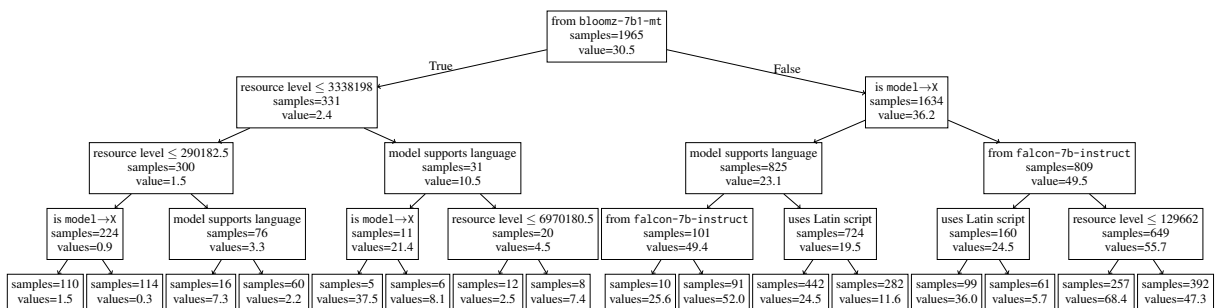 from bloomz-7b1-mt
samples=1965
value=30.5
True
False
resource level ≤ 3338198
samples=331
value=2.4
is model→X
samples=1634
value=36.2
resource level ≤ 290182.5
samples=300
value=1.5
model supports language
samples=31
value=10.5
model supports language
samples=825
value=23.1
from falcon-7b-instruct
samples=809
value=49.5
is model→X
samples=224
values=0.9
model supports language
samples=76
values=3.3
is model→X
samples=11
values=21.4
resource level ≤ 6970180.5
samples=20
values=4.5
from falcon-7b-instruct
samples=101
values=49.4
uses Latin script
samples=724
values=19.5
uses Latin script
samples=160
values=24.5
resource level ≤ 129662
samples=649
values=55.7
samples=110
values=1.5
samples=114
values=0.3
samples=16
values=7.3
samples=60
values=2.2
samples=5
values=37.5
samples=6
values=8.1
samples=12
values=2.5
samples=8
values=7.4
samples=10
values=25.6
samples=91
values=52.0
samples=442
values=24.5
samples=282
values=11.6
samples=99
values=36.0
samples=61
values=5.7
samples=257
values=68.4
samples=392
values=47.3